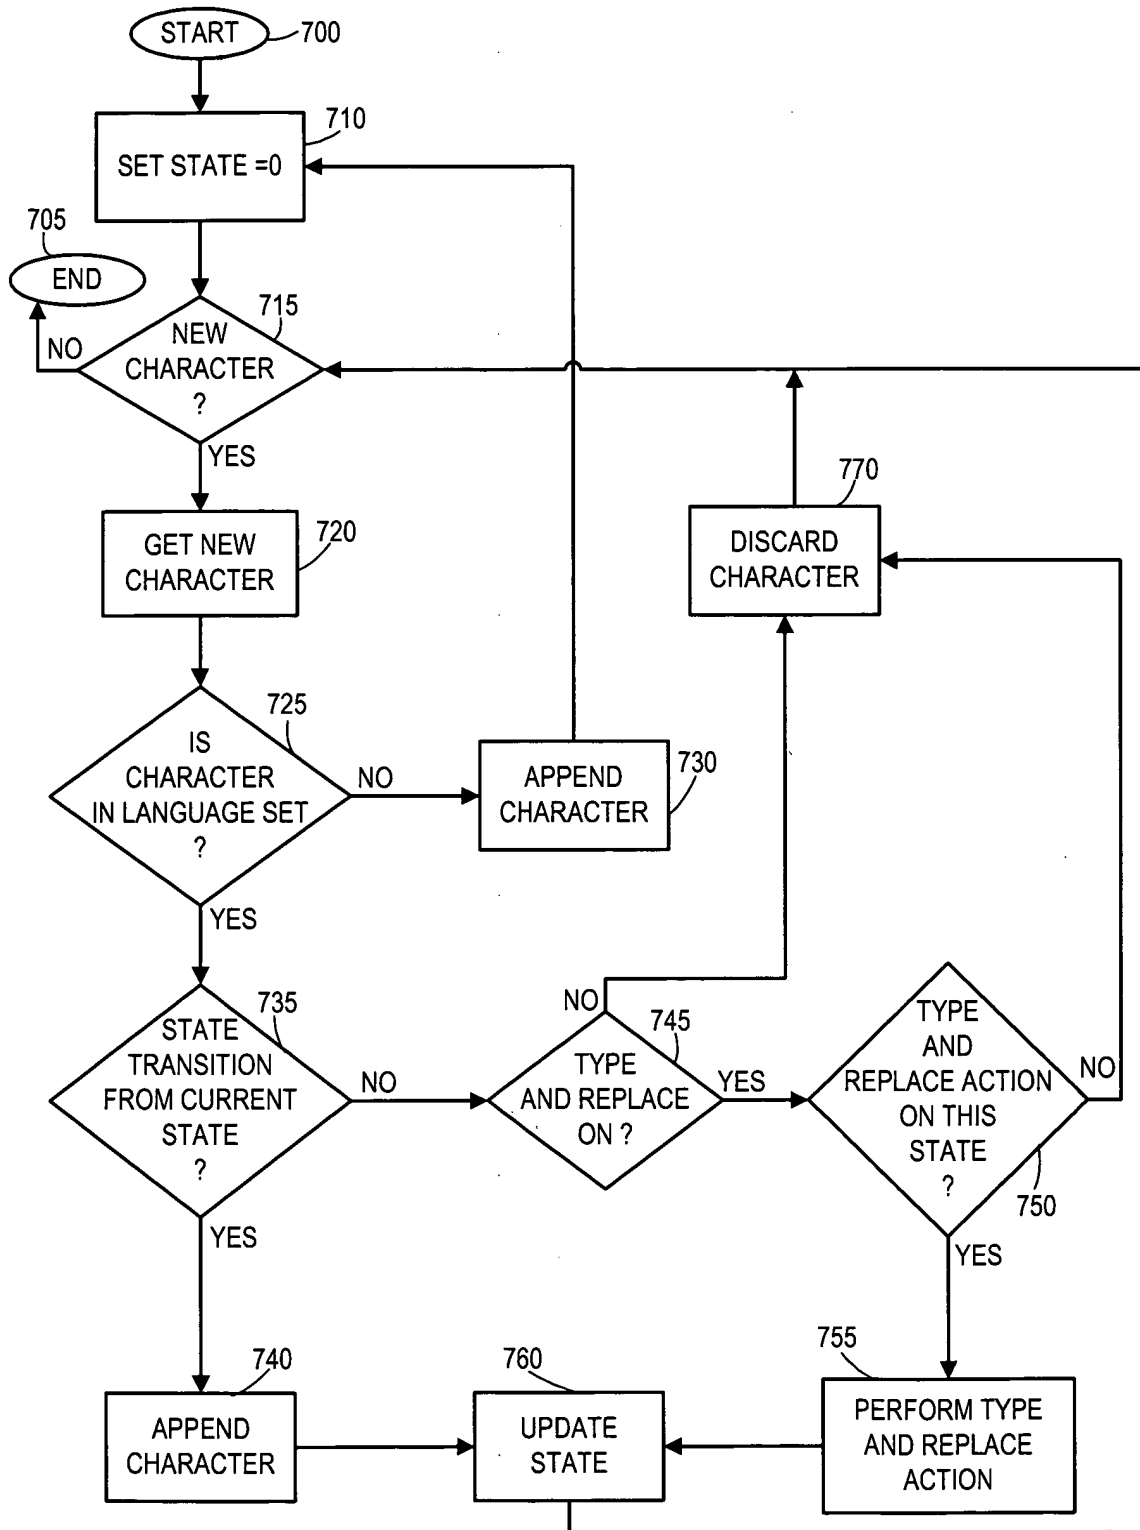 START
700
710
SET STATE =0
705
END
715
NEW
CHARACTER
?
NO
YES
GET NEW
CHARACTER
720
770
DISCARD
CHARACTER
725
IS
CHARACTER
IN LANGUAGE SET
?
NO
APPEND
CHARACTER
730
YES
735
STATE
TRANSITION
FROM CURRENT
STATE
?
NO
NO
745
TYPE
AND REPLACE
ON ?
YES
TYPE
AND
REPLACE ACTION
ON THIS
STATE
?
NO
750
YES
YES
740
APPEND
CHARACTER
760
UPDATE
STATE
755
PERFORM TYPE
AND REPLACE
ACTION